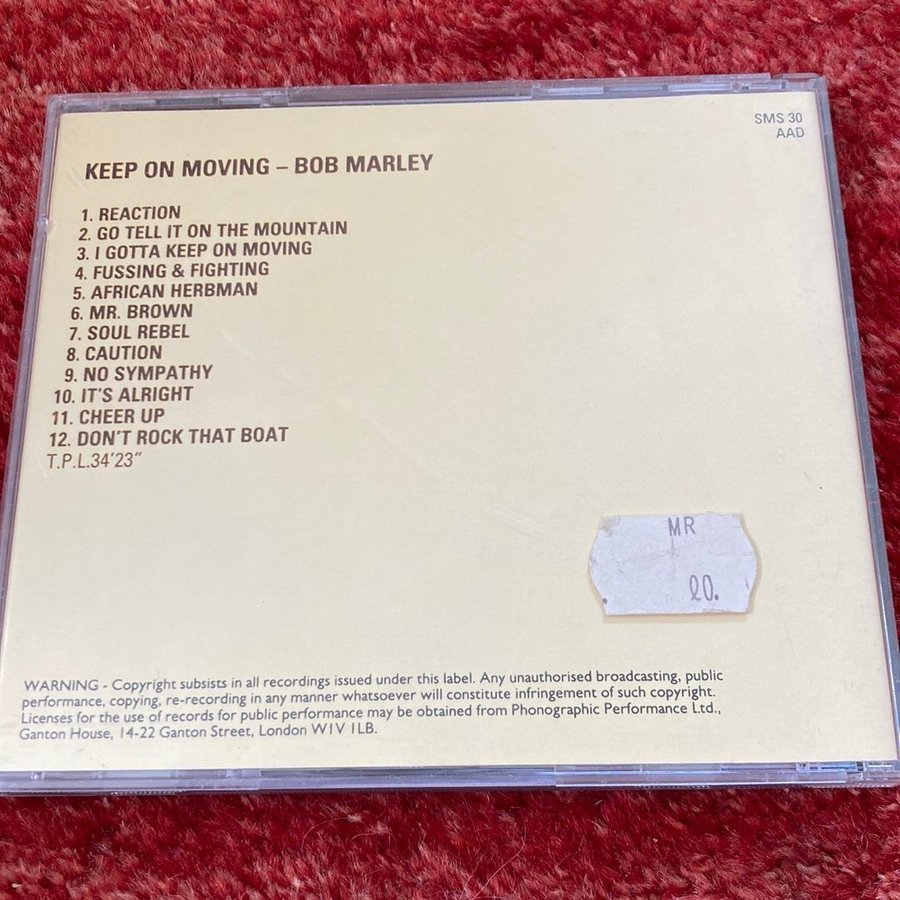 SMS 30
AAD
KEEP ON MOVING – BOB MARLEY
1. REACTION
2. GO TELL IT ON THE MOUNTAIN
3. I GOTTA KEEP ON MOVING
4. FUSSING & FIGHTING
5. AFRICAN HERBMAN
6. MR. BROWN
7. SOUL REBEL
8. CAUTION
9. NO SYMPATHY
10. IT'S ALRIGHT
11. CHEER UP
12. DON'T ROCK THAT BOAT
T.P.L.34'23"
MR
20.
WARNING - Copyright subsists in all recordings issued under this label. Any unauthorised broadcasting, public
performance, copying, re-recording in any manner whatsoever will constitute infringement of such copyright.
Licenses for the use of records for public performance may be obtained from Phonographic Performance Ltd.,
Ganton House, 14-22 Ganton Street, London W1V 1LB.